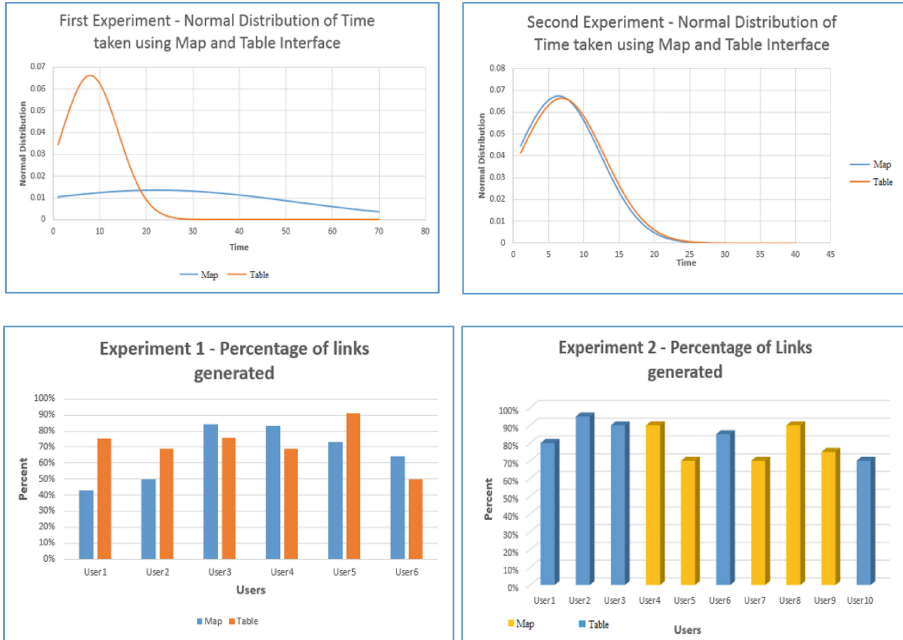 First Experiment - Normal Distribution of Time
taken using Map and Table Interface
0.07
0.06
0.05
0.04
0.03
0.02
0.01
0
Normal Distribution
0 10 20 30 40 50 60 70 80
Time
Map Table
Second Experiment - Normal Distribution of
Time taken using Map and Table Interface
0.08
0.07
0.06
0.05
0.04
0.03
0.02
0.01
0
Normal Distribution
0 5 10 15 20 25 30 35 40 45
Time
Map
Table
Experiment 1 - Percentage of links
generated
100%
90%
80%
70%
60%
50%
40%
30%
20%
10%
0%
Percent
User1 User2 User3 User4 User5 User6
Users
Map Table
Experiment 2 - Percentage of Links
generated
100%
90%
80%
70%
60%
50%
40%
30%
20%
10%
0%
Percent
User1 User2 User3 User4 User5 User6 User7 User8 User9 User10
Map Table
Users